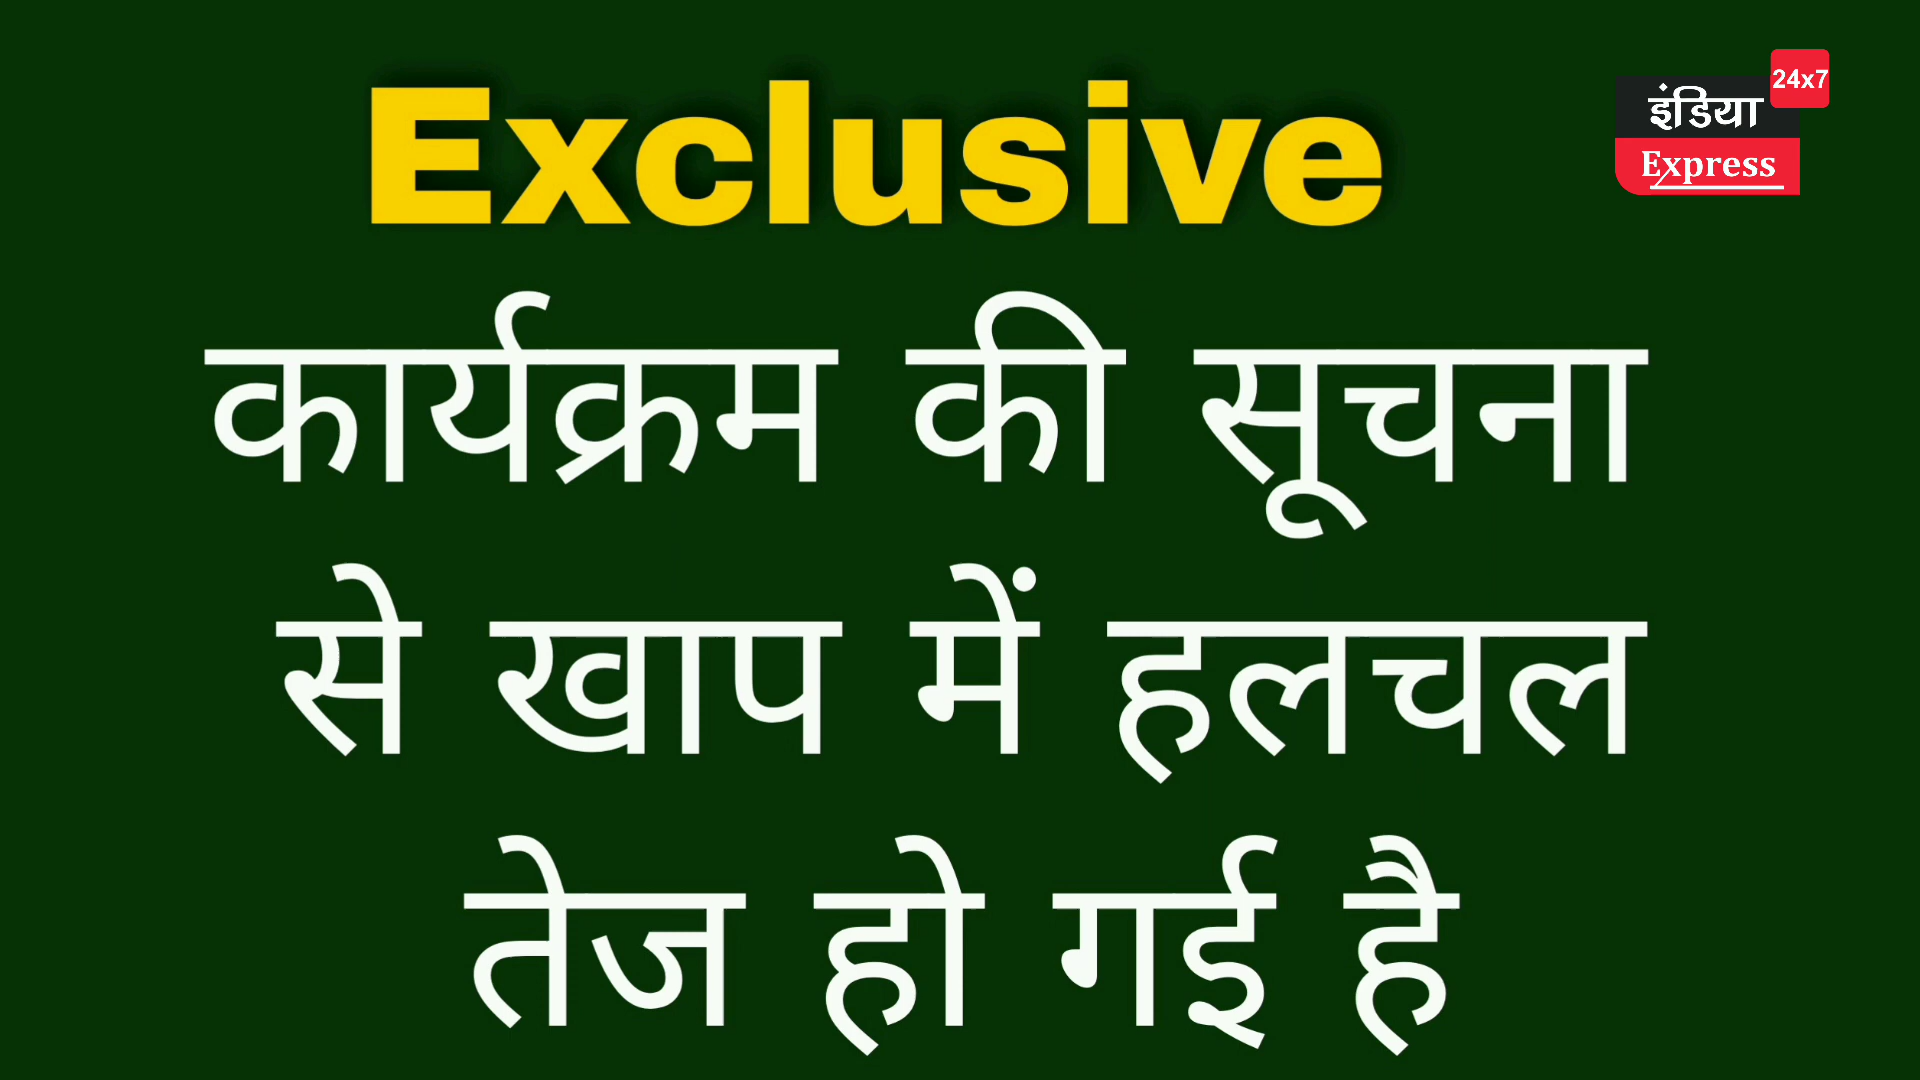 Exclusive
24x7
इंडिया
Express
कार्यक्रम की सूचना
से खाप में हलचल
तेज हो गई है